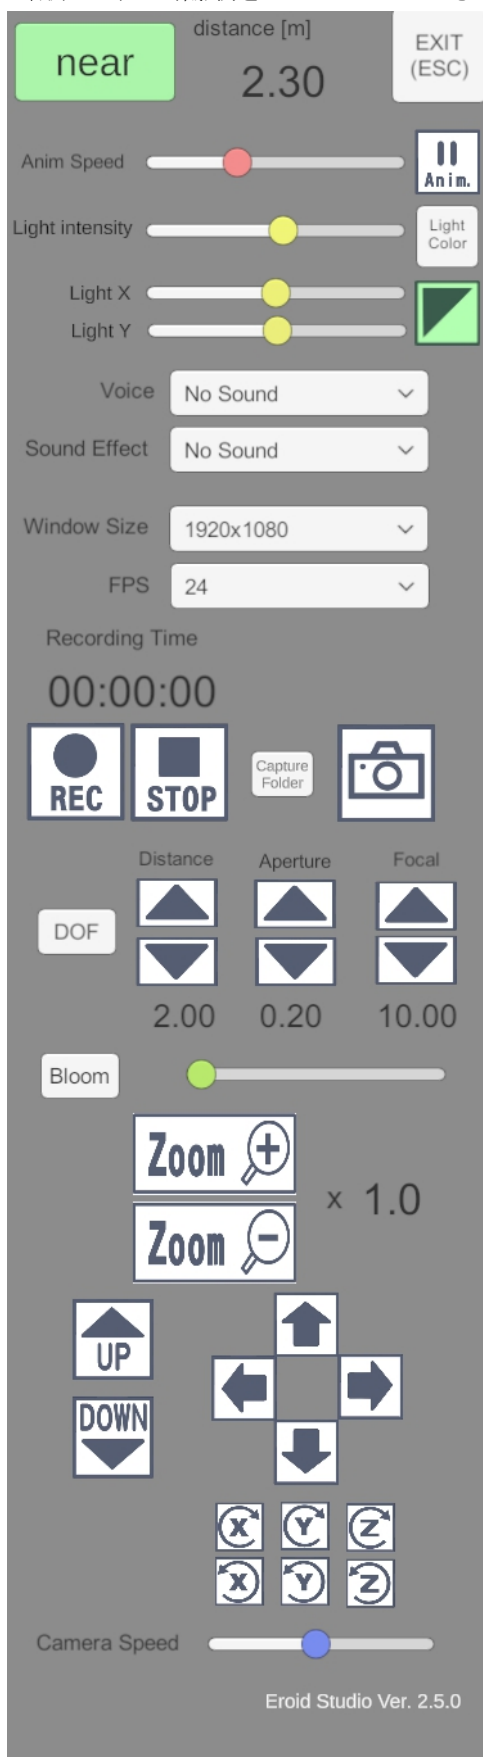 near
distance [m]
2.30
EXIT
(ESC)
Anim Speed
Anim.
Light intensity
Light
Color
Light X
Light Y
Voice
No Sound
Sound Effect
No Sound
Window Size
1920x1080
FPS
24
Recording Time
00:00:00
REC
STOP
Capture
Folder
Distance
Aperture
Focal
DOF
2.00
0.20
10.00
Bloom
Zoom
x 1.0
Zoom
UP
DOWN
X
Y
Z
X
Y
Z
Camera Speed
Eroid Studio Ver. 2.5.0